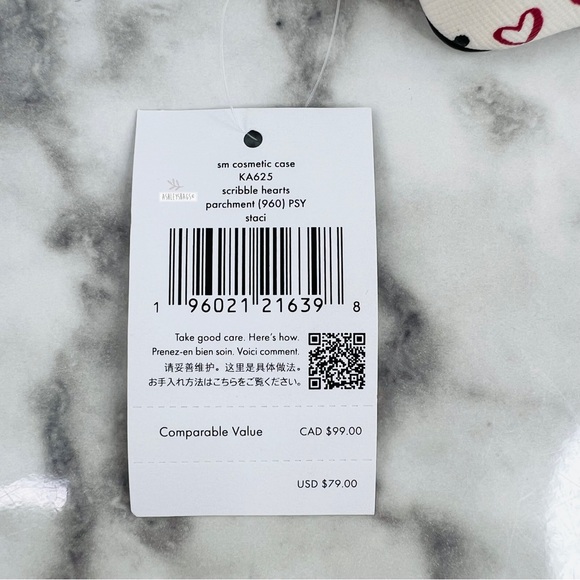 sm cosmetic case
KA625
scribble hearts
parchment (960) PSY
staci
1 96021 21639 8
Take good care. Here's how.
Prenez-en bien soin. Voici comment.
请妥善维护。这里是具体做法。
お手入れ方法はこちらをご覧ください。
Comparable Value CAD $99.00
USD $79.00